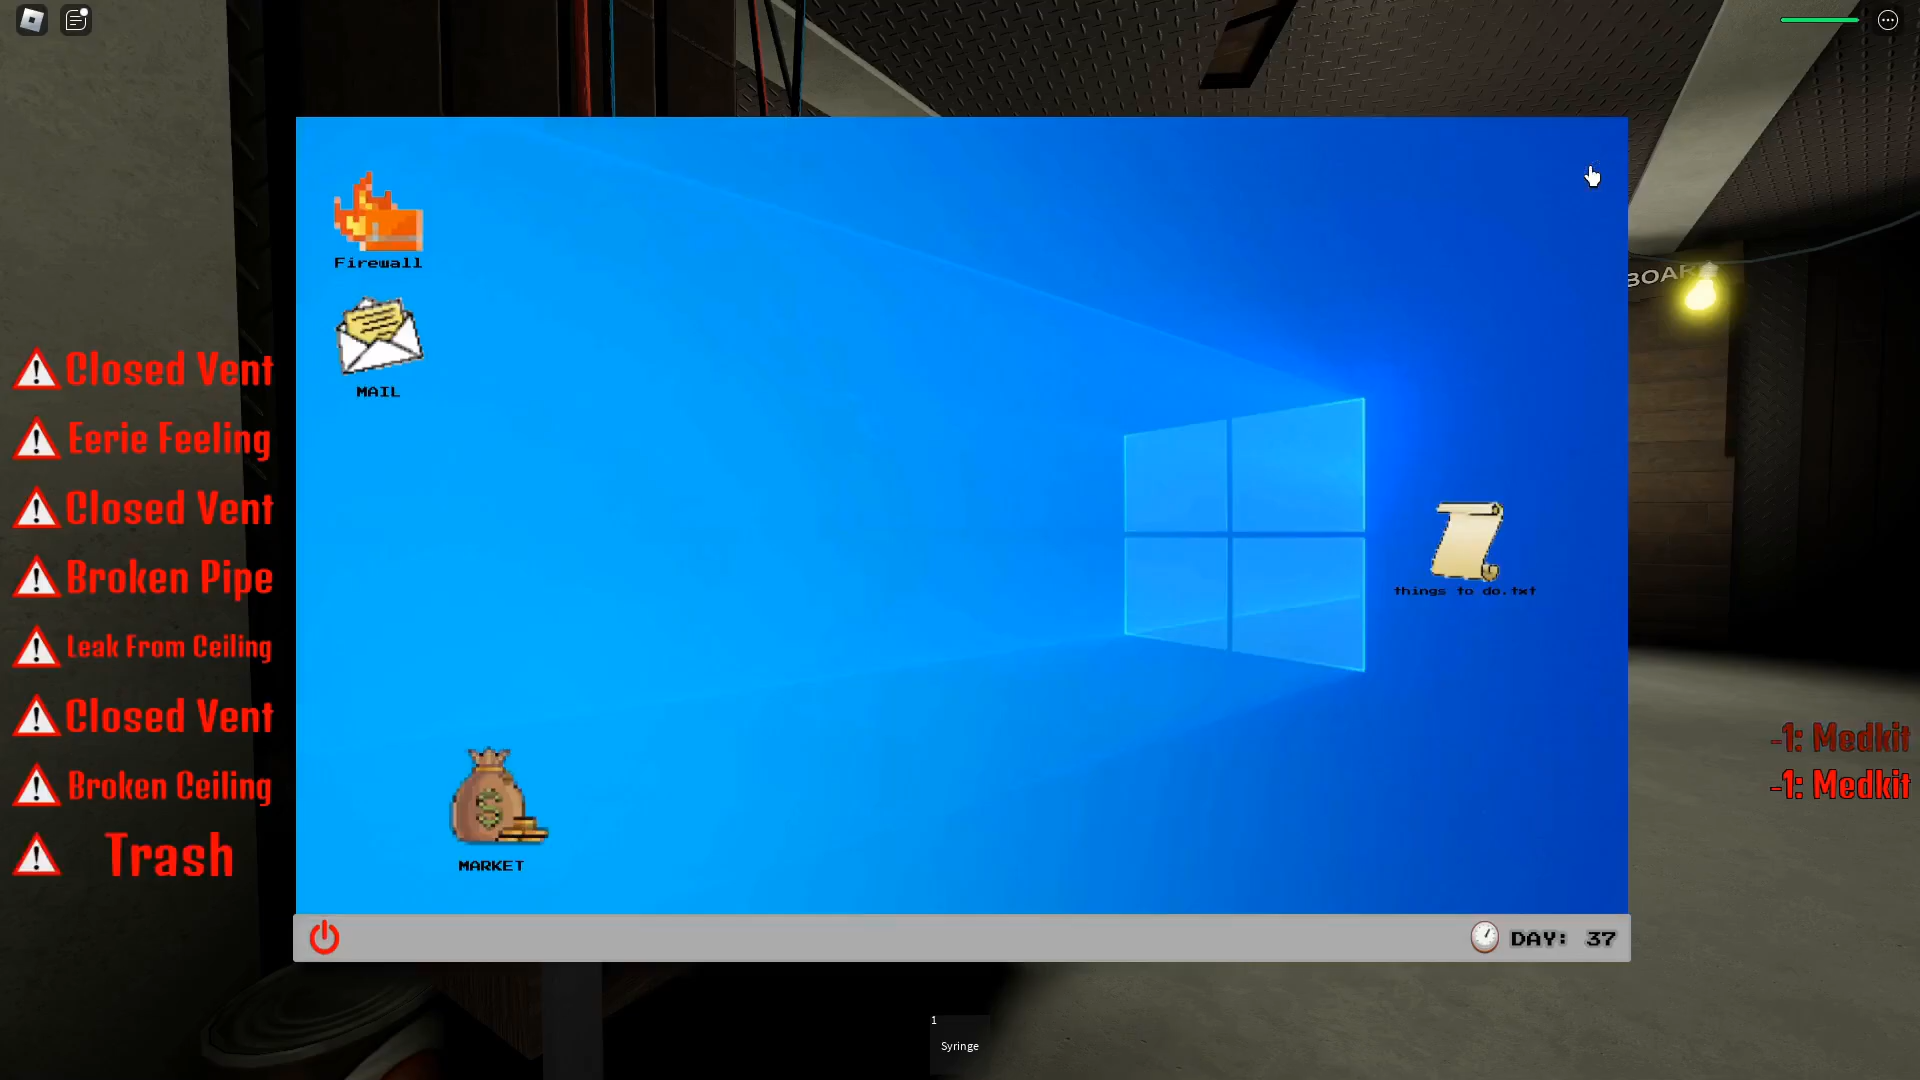 Firewall
MAIL
BOAR
Closed Vent
Eerie Feeling
Closed Vent
Broken Pipe
things to do.txt
Leak From Ceiling
Closed Vent
-1: Medkit
Broken Ceiling
-1: Medkit
Trash
MARKET
DAY: 37
1
Syringe